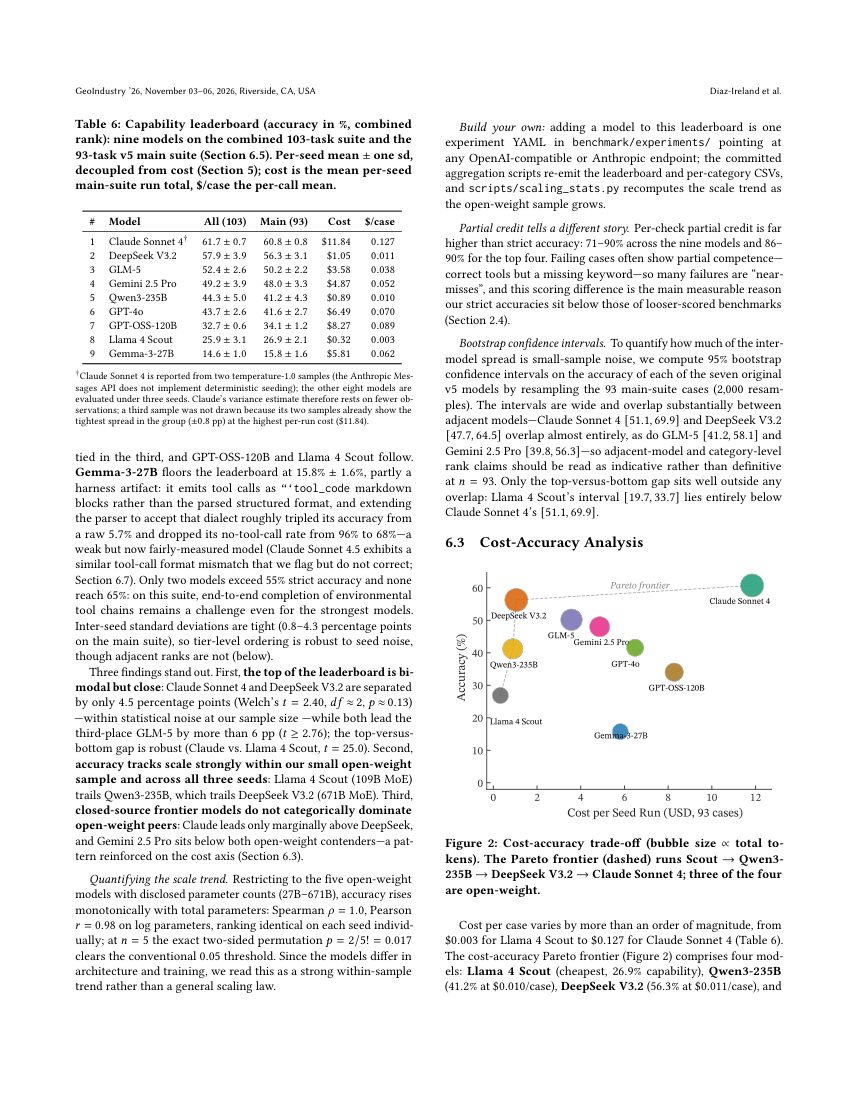 GeoIndustry ’26, November 03–06, 2026, Riverside, CA, USA
Diaz-Ireland et al.
Table 6: Capability leaderboard (accuracy in %, combined
rank): nine models on the combined 103-task suite and the
93-task v5 main suite (Section 6.5). Per-seed mean ± one sd,
decoupled from cost (Section 5); cost is the mean per-seed
main-suite run total, $/case the per-call mean.
# Model All (103) Main (93) Cost $/case
1 Claude Sonnet 4† 61.7 ± 0.7 60.8 ± 0.8 $11.84 0.127
2 DeepSeek V3.2 57.9 ± 3.9 56.3 ± 3.1 $1.05 0.011
3 GLM-5 52.4 ± 2.6 50.2 ± 2.2 $3.58 0.038
4 Gemini 2.5 Pro 49.2 ± 3.9 48.0 ± 3.3 $4.87 0.052
5 Qwen3-235B 44.3 ± 5.0 41.2 ± 4.3 $0.89 0.010
6 GPT-4o 43.7 ± 2.6 41.6 ± 2.7 $6.49 0.070
7 GPT-OSS-120B 32.7 ± 0.6 34.1 ± 1.2 $8.27 0.089
8 Llama 4 Scout 25.9 ± 3.1 26.9 ± 2.1 $0.32 0.003
9 Gemma-3-27B 14.6 ± 1.0 15.8 ± 1.6 $5.81 0.062
†Claude Sonnet 4 is reported from two temperature-1.0 samples (the Anthropic Mes-
sages API does not implement deterministic seeding); the other eight models are
evaluated under three seeds. Claude’s variance estimate therefore rests on fewer ob-
servations; a third sample was not drawn because its two samples already show the
tightest spread in the group (±0.8 pp) at the highest per-run cost ($11.84).
tied in the third, and GPT-OSS-120B and Llama 4 Scout follow.
Gemma-3-27B floors the leaderboard at 15.8% ± 1.6%, partly a
harness artifact: it emits tool calls as “‘tool_code markdown
blocks rather than the parsed structured format, and extending
the parser to accept that dialect roughly tripled its accuracy from
a raw 5.7% and dropped its no-tool-call rate from 96% to 68%—a
weak but now fairly-measured model (Claude Sonnet 4.5 exhibits a
similar tool-call format mismatch that we flag but do not correct;
Section 6.7). Only two models exceed 55% strict accuracy and none
reach 65%: on this suite, end-to-end completion of environmental
tool chains remains a challenge even for the strongest models.
Inter-seed standard deviations are tight (0.8–4.3 percentage points
on the main suite), so tier-level ordering is robust to seed noise,
though adjacent ranks are not (below).
Three findings stand out. First, the top of the leaderboard is bi-
modal but close: Claude Sonnet 4 and DeepSeek V3.2 are separated
by only 4.5 percentage points (Welch’s t = 2.40, df ≈ 2, p ≈ 0.13)
—within statistical noise at our sample size —while both lead the
third-place GLM-5 by more than 6 pp (t ≥ 2.76); the top-versus-
bottom gap is robust (Claude vs. Llama 4 Scout, t = 25.0). Second,
accuracy tracks scale strongly within our small open-weight
sample and across all three seeds: Llama 4 Scout (109B MoE)
trails Qwen3-235B, which trails DeepSeek V3.2 (671B MoE). Third,
closed-source frontier models do not categorically dominate
open-weight peers: Claude leads only marginally above DeepSeek,
and Gemini 2.5 Pro sits below both open-weight contenders—a pat-
tern reinforced on the cost axis (Section 6.3).
Quantifying the scale trend. Restricting to the five open-weight
models with disclosed parameter counts (27B–671B), accuracy rises
monotonically with total parameters: Spearman ρ = 1.0, Pearson
r = 0.98 on log parameters, ranking identical on each seed individ-
ually; at n = 5 the exact two-sided permutation p = 2/5! = 0.017
clears the conventional 0.05 threshold. Since the models differ in
architecture and training, we read this as a strong within-sample
trend rather than a general scaling law.
Build your own: adding a model to this leaderboard is one
experiment YAML in benchmark/experiments/ pointing at
any OpenAI-compatible or Anthropic endpoint; the committed
aggregation scripts re-emit the leaderboard and per-category CSVs,
and scripts/scaling_stats.py recomputes the scale trend as
the open-weight sample grows.
Partial credit tells a different story. Per-check partial credit is far
higher than strict accuracy: 71–90% across the nine models and 86–
90% for the top four. Failing cases often show partial competence—
correct tools but a missing keyword—so many failures are “near-
misses”, and this scoring difference is the main measurable reason
our strict accuracies sit below those of looser-scored benchmarks
(Section 2.4).
Bootstrap confidence intervals. To quantify how much of the inter-
model spread is small-sample noise, we compute 95% bootstrap
confidence intervals on the accuracy of each of the seven original
v5 models by resampling the 93 main-suite cases (2,000 resam-
ples). The intervals are wide and overlap substantially between
adjacent models—Claude Sonnet 4 [51.1, 69.9] and DeepSeek V3.2
[47.7, 64.5] overlap almost entirely, as do GLM-5 [41.2, 58.1] and
Gemini 2.5 Pro [39.8, 56.3]—so adjacent-model and category-level
rank claims should be read as indicative rather than definitive
at n = 93. Only the top-versus-bottom gap sits well outside any
overlap: Llama 4 Scout’s interval [19.7, 33.7] lies entirely below
Claude Sonnet 4’s [51.1, 69.9].
6.3 Cost-Accuracy Analysis
Accuracy (%)
60
50
40
30
20
10
0
Pareto frontier
Claude Sonnet 4
DeepSeek V3.2
GLM-5
Gemini 2.5 Pro
Qwen3-235B
GPT-4o
GPT-OSS-120B
Llama 4 Scout
Gemma-3-27B
0 2 4 6 8 10 12
Cost per Seed Run (USD, 93 cases)
Figure 2: Cost-accuracy trade-off (bubble size ∝ total to-
kens). The Pareto frontier (dashed) runs Scout → Qwen3-
235B → DeepSeek V3.2 → Claude Sonnet 4; three of the four
are open-weight.
Cost per case varies by more than an order of magnitude, from
$0.003 for Llama 4 Scout to $0.127 for Claude Sonnet 4 (Table 6).
The cost-accuracy Pareto frontier (Figure 2) comprises four mod-
els: Llama 4 Scout (cheapest, 26.9% capability), Qwen3-235B
(41.2% at $0.010/case), DeepSeek V3.2 (56.3% at $0.011/case), and